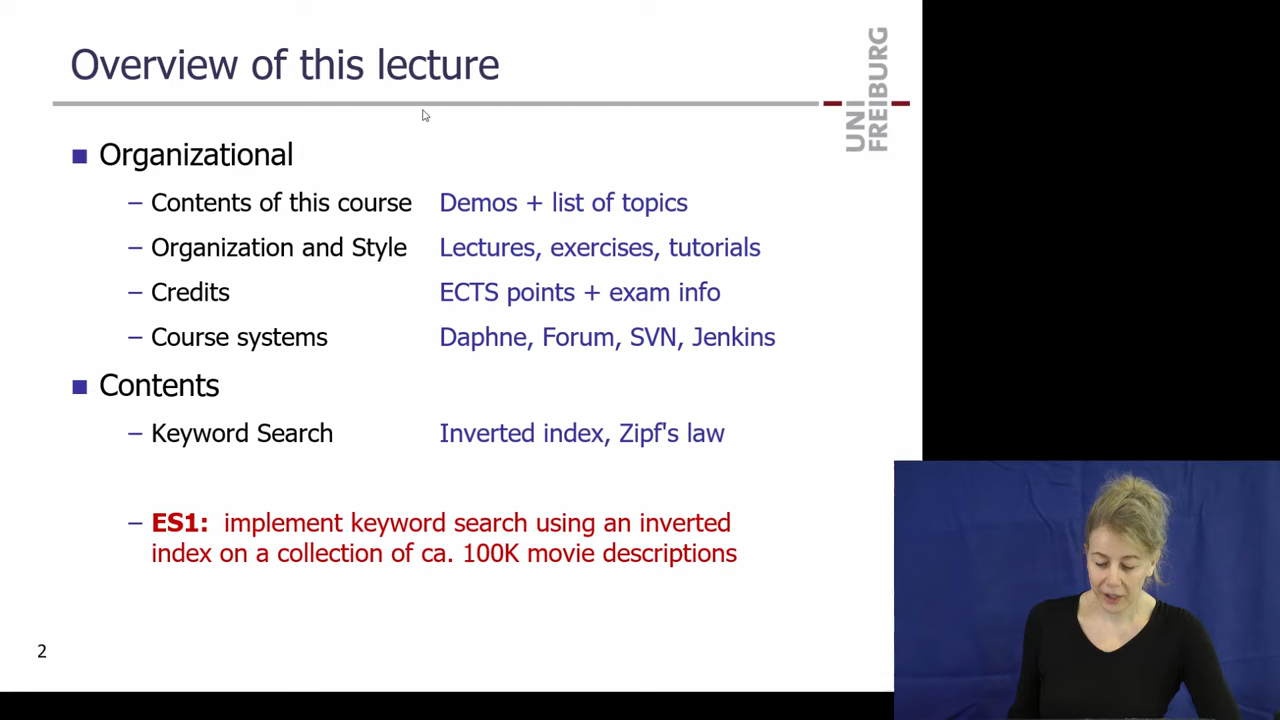 Overview of this lecture
UNI
FREIBURG
■ Organizational
– Contents of this course Demos + list of topics
– Organization and Style Lectures, exercises, tutorials
– Credits ECTS points + exam info
– Course systems Daphne, Forum, SVN, Jenkins
■ Contents
– Keyword Search Inverted index, Zipf's law
– ES1: implement keyword search using an inverted
index on a collection of ca. 100K movie descriptions
2